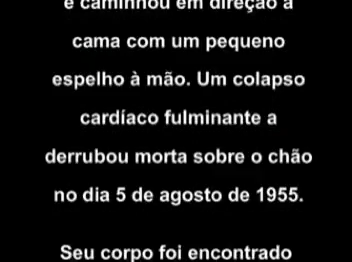 e caminhou em direção à
cama com um pequeno
espelho à mão. Um colapso
cardíaco fulminante a
derrubou morta sobre o chão
no dia 5 de agosto de 1955.
Seu corpo foi encontrado